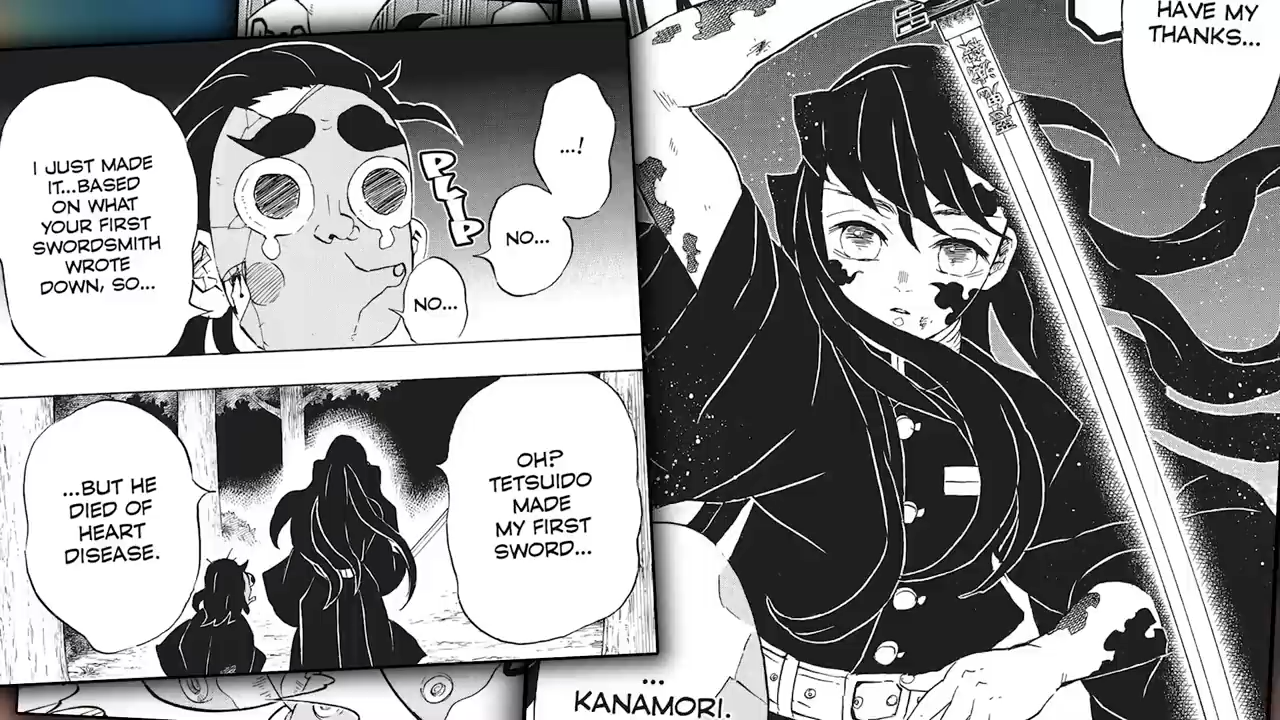 I JUST MADE
IT...BASED
ON WHAT
YOUR FIRST
SWORDSMITH
WROTE
DOWN, SO...
...!
NO...
NO...
PLIP
OH?
TETSUIDO
MADE
MY FIRST
SWORD...
...BUT HE
DIED OF
HEART
DISEASE.
HAVE MY
THANKS...
...
KANAMORI.